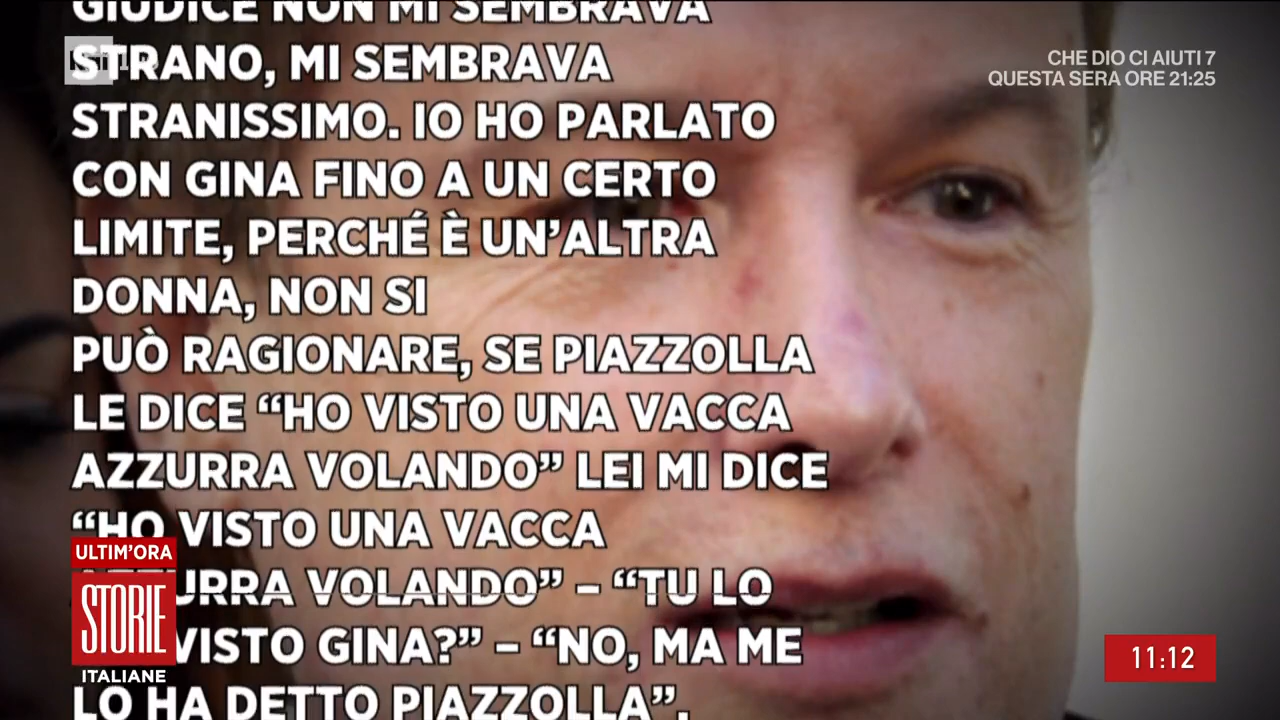 GIUDICE NON MI SEMBRAVA
STRANO, MI SEMBRAVA
STRANISSIMO. IO HO PARLATO
CON GINA FINO A UN CERTO
LIMITE, PERCHÉ È UN’ALTRA
DONNA, NON SI
PUÒ RAGIONARE, SE PIAZZOLLA
LE DICE “HO VISTO UNA VACCA
AZZURRA VOLANDO” LEI MI DICE
“HO VISTO UNA VACCA
URRA VOLANDO” – “TU LO
VISTO GINA?” – “NO, MA ME
LO HA DETTO PIAZZOLLA”.
CHE DIO CI AIUTI 7
QUESTA SERA ORE 21:25
ULTIM’ORA
STORIE
ITALIANE
11:12